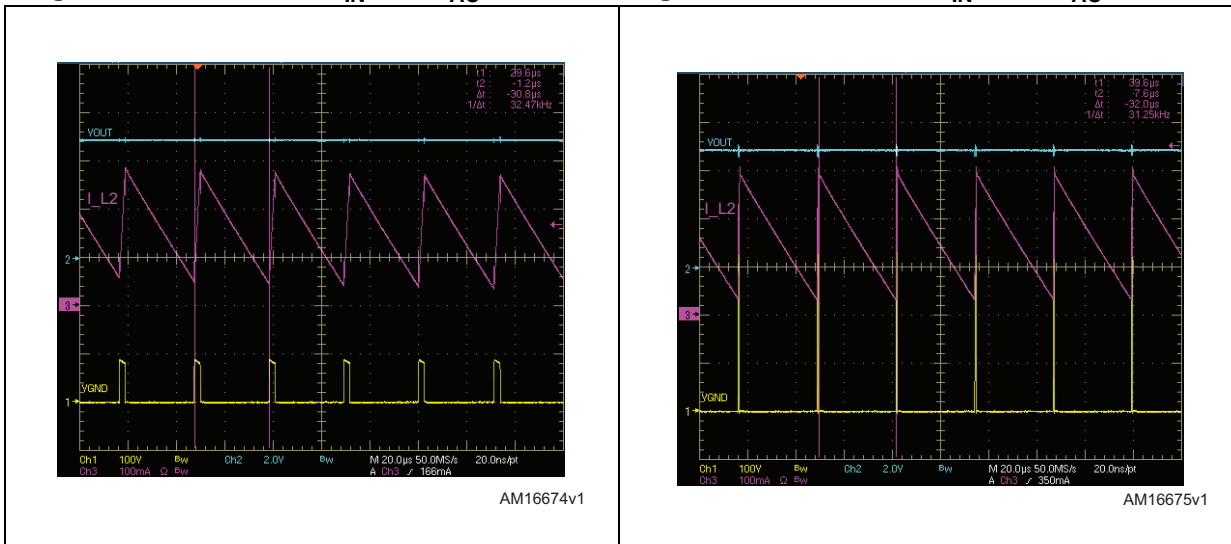 t1 : 39.6µs
t2 : -1.2µs
Δt : -30.8µs
1/Δt : 32.47kHz
VOUT
I_L2
2
3
VGND
1
Ch1 100V Bw Ch2 2.0V Bw M 20.0µs 50.0MS/s 20.0ns/pt
Ch3 100mA Ω Bw A Ch3 / 166mA
AM16674v1
t1 : 39.6µs
t2 : -7.6µs
Δt : -32.0µs
1/Δt : 31.25kHz
VOUT
I_L2
2
3
VGND
1
Ch1 100V Bw Ch2 2.0V Bw M 20.0µs 50.0MS/s 20.0ns/pt
Ch3 100mA Ω Bw A Ch3 / 350mA
AM16675v1